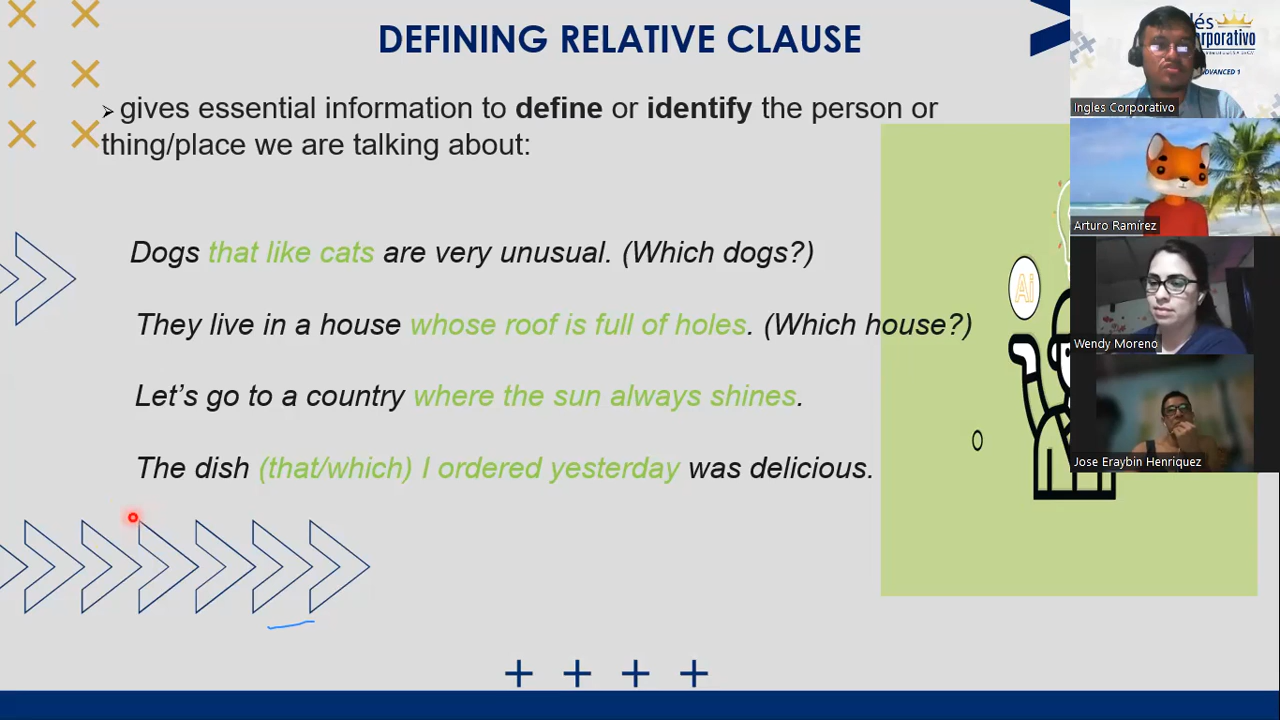 DEFINING RELATIVE CLAUSE
➢ gives essential information to define or identify the person or
thing/place we are talking about:
Dogs that like cats are very unusual. (Which dogs?)
They live in a house whose roof is full of holes. (Which house?)
Let’s go to a country where the sun always shines.
The dish (that/which) I ordered yesterday was delicious.
Ai
ADVANCED 1
Ingles Corporativo
Arturo Ramirez
Wendy Moreno
Jose Eraybin Henriquez